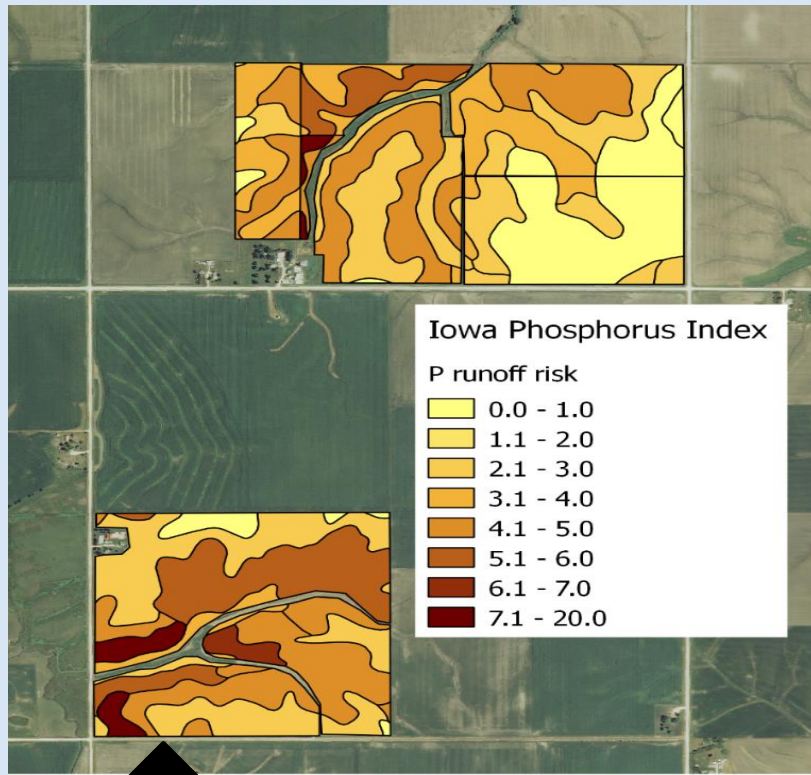 Iowa Phosphorus Index
P runoff risk
0.0 - 1.0
1.1 - 2.0
2.1 - 3.0
3.1 - 4.0
4.1 - 5.0
5.1 - 6.0
6.1 - 7.0
7.1 - 20.0